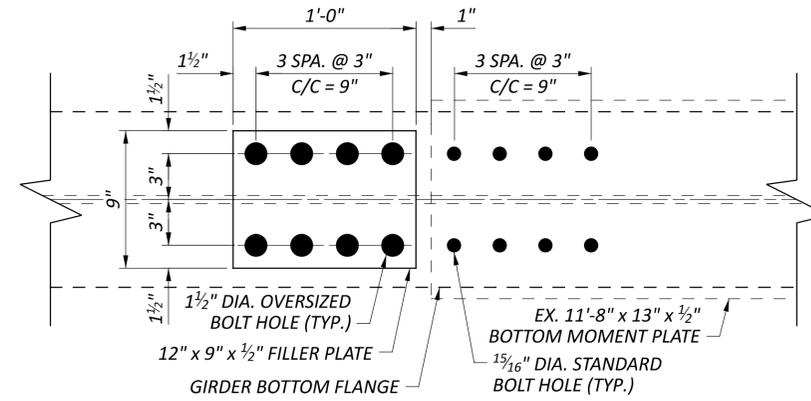 1'-0"
1"
1½"
3 SPA. @ 3"
C/C = 9"
3 SPA. @ 3"
C/C = 9"
1½"
9"
3"
3"
1½"
1½" DIA. OVERSIZED
BOLT HOLE (TYP.)
12" x 9" x ½" FILLER PLATE
GIRDER BOTTOM FLANGE
EX. 11'-8" x 13" x ½"
BOTTOM MOMENT PLATE
15/16" DIA. STANDARD
BOLT HOLE (TYP.)